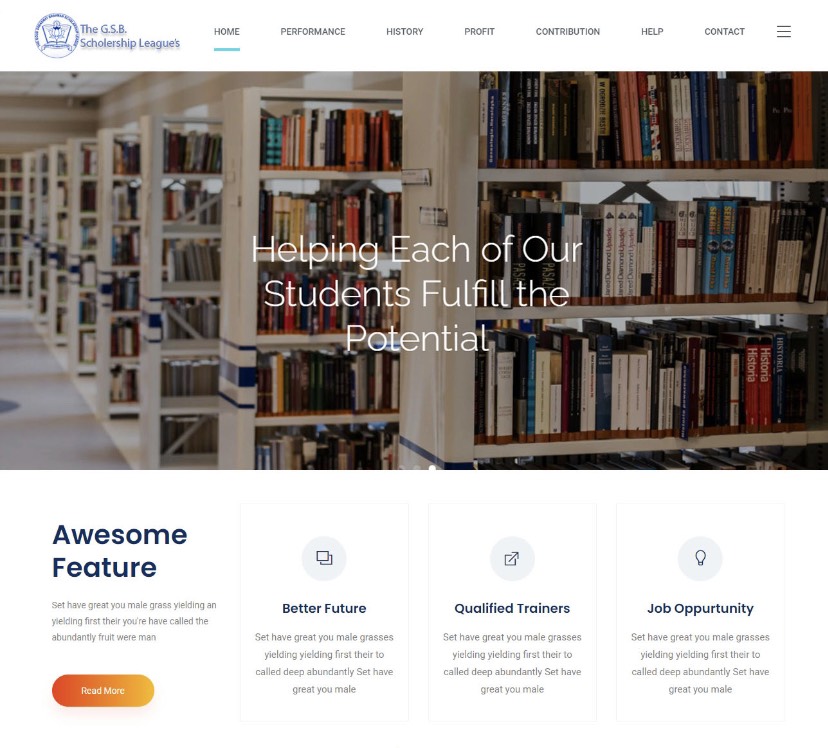 The G.S.B.
Scholership League's
HOME PERFORMANCE HISTORY PROFIT CONTRIBUTION HELP CONTACT
Helping Each of Our
Students Fulfill the
Potential
Historia
Historia
HISTORIA
Awesome
Feature
Set have great you male grass yielding an
yielding first their you're have called the
abundantly fruit were man
Read More
Better Future
Set have great you male grasses
yielding yielding first their to
called deep abundantly Set have
great you male
Qualified Trainers
Set have great you male grasses
yielding yielding first their to
called deep abundantly Set have
great you male
Job Oppurtunity
Set have great you male grasses
yielding yielding first their to
called deep abundantly Set have
great you male